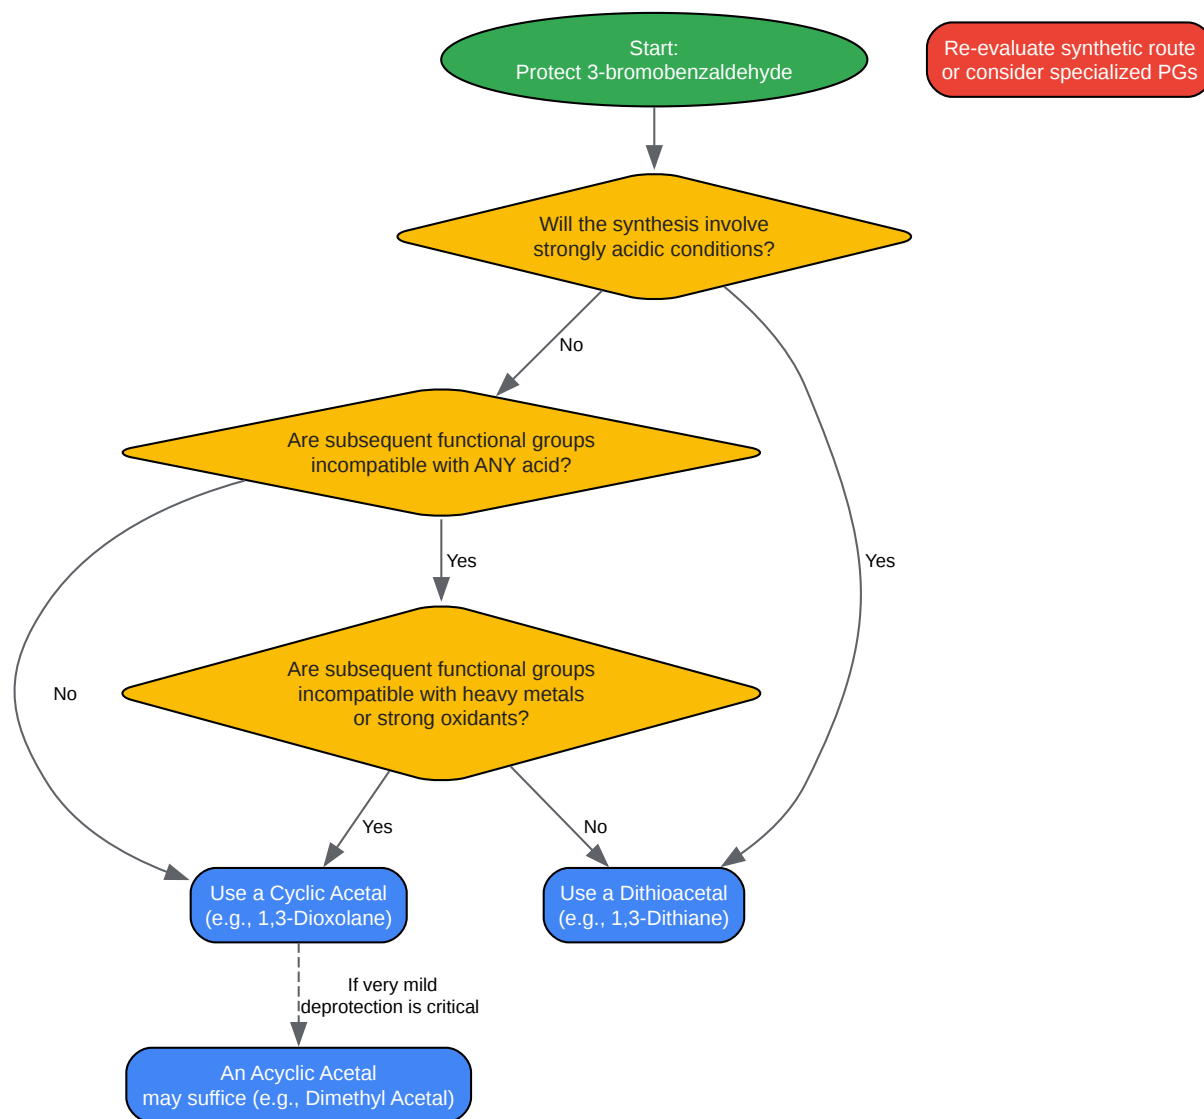 Start:
Protect 3-bromobenzaldehyde
Re-evaluate synthetic route
or consider specialized PGs
Will the synthesis involve
strongly acidic conditions?
No
Are subsequent functional groups
incompatible with ANY acid?
Yes
Yes
Are subsequent functional groups
incompatible with heavy metals
or strong oxidants?
No
Yes
No
Use a Cyclic Acetal
(e.g., 1,3-Dioxolane)
Use a Dithioacetal
(e.g., 1,3-Dithiane)
If very mild
deprotection is critical
An Acyclic Acetal
may suffice (e.g., Dimethyl Acetal)